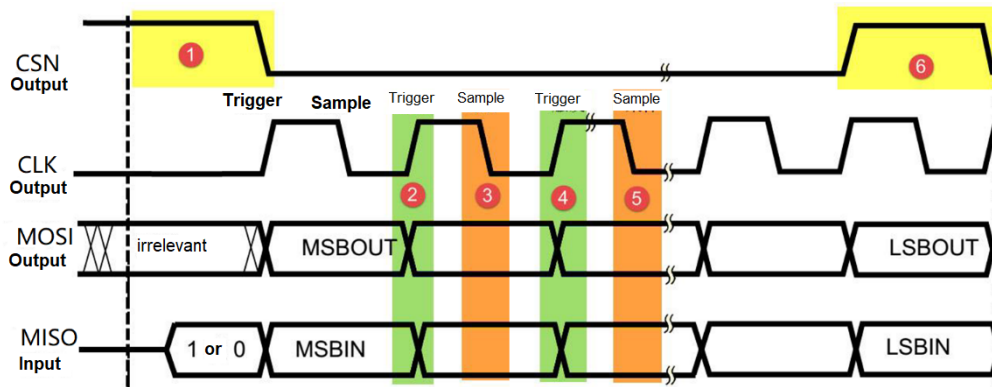 CSN
Output
1
6
Trigger Sample Trigger Sample Trigger Sample
CLK
Output
2 3 4 5
MOSI
Output
irrelevant MSBOUT LSBOUT
MISO
Input
1 or 0 MSBIN LSBIN